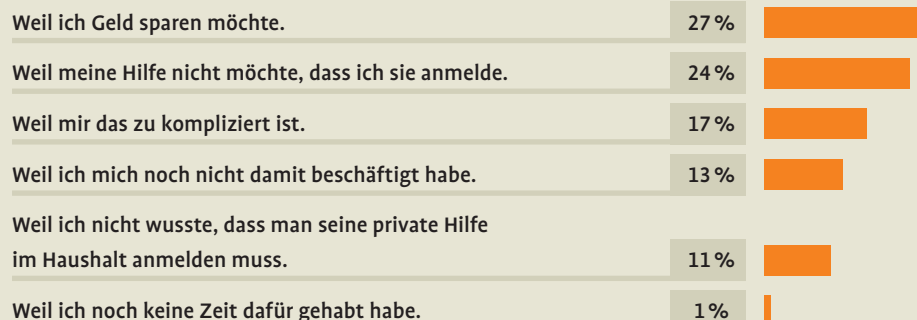 Weil ich Geld sparen möchte. 27 %
Weil meine Hilfe nicht möchte, dass ich sie anmelde. 24 %
Weil mir das zu kompliziert ist. 17 %
Weil ich mich noch nicht damit beschäftigt habe. 13 %
Weil ich nicht wusste, dass man seine private Hilfe
im Haushalt anmelden muss. 11 %
Weil ich noch keine Zeit dafür gehabt habe. 1 %